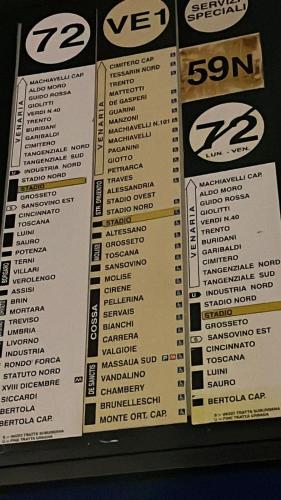 72
MACHIAVELLI CAP
ALDO MORO
GUIDO ROSSA
GIOLITTI
VERDI N.40
TRENTO
BURIDANI
GARIBALDI
CIMITERO
TANGENZIALE NORD
TANGENZIALE SUD
INDUSTRIA NORD
STADIO NORD
STADIO
GROSSETO
SANSOVINO EST
CINCINNATO
TOSCANA
LUINI
SAURO
POTENZA
TERNI
VILLARI
VEROLENGO
ASSISI
BRIN
MORTARA
TREVISO
UMBRIA
LIVORNO
INDUSTRIA
RONDO' FORCA
STATUTO NORD
XVIII DICEMBRE
SICCARDI
BERTOLA
BERTOLA CAP.
VENARIA
VE1
CIMITERO CAP
TESSARIN NORD
TRENTO
MATTEOTTI
DE GASPERI
GUARINI
MANZONI
MACHIAVELLI N.101
MACHIAVELLI
PAGANINI
GIOTTO
PETRARCA
TRAVES
ALESSANDRIA
STADIO OVEST
STADIO NORD
STADIO
ALTESSANO
GROSSETO
TOSCANA
SANSOVINO
MOLISE
CIRENE
PELLERINA
SERVAIS
BIANCHI
CARRERA
VALGIOIE
MASSAUA SUD
VANDALINO
CHAMBERY
BRUNELLESCHI
MONTE ORT. CAP.
VENARIA
COSSA
DE SANCTIS
SERVIZI
SPECIALI
59N
72
LUN. - VEN.
MACHIAVELLI CAP.
ALDO MORO
GUIDO ROSSA
GIOLITTI
VERDI N.40
TRENTO
BURIDANI
GARIBALDI
CIMITERO
TANGENZIALE NORD
TANGENZIALE SUD
INDUSTRIA NORD
STADIO NORD
STADIO
GROSSETO
SANSOVINO EST
CINCINNATO
TOSCANA
LUINI
SAURO
BERTOLA CAP.
VENARIA